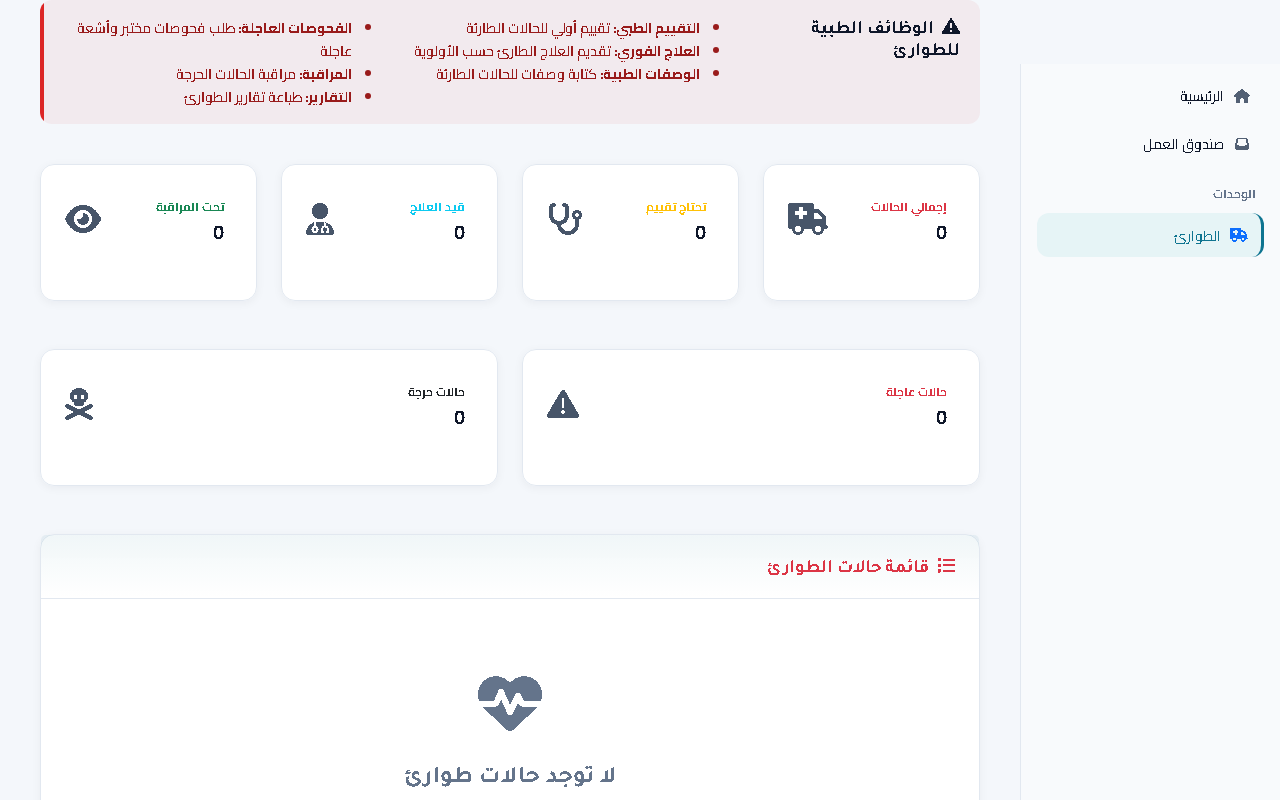 الوظائف الطبية
للطوارئ
التقييم الطبي: تقييم أولي للحالات الطارئة
العلاج الفوري: تقديم العلاج الطارئ حسب الأولوية
الوصفات الطبية: كتابة وصفات للحالات الطارئة
الفحوصات العاجلة: طلب فحوصات مختبر وأشعة
عاجلة
المراقبة: مراقبة الحالات الحرجة
التقارير: طباعة تقارير الطوارئ
الرئيسية
صندوق العمل
الوحدات
الطوارئ
إجمالي الحالات
0
تحتاج تقييم
0
قيد العلاج
0
تحت المراقبة
0
حالات عاجلة
0
حالات حرجة
0
قائمة حالات الطوارئ
لا توجد حالات طوارئ